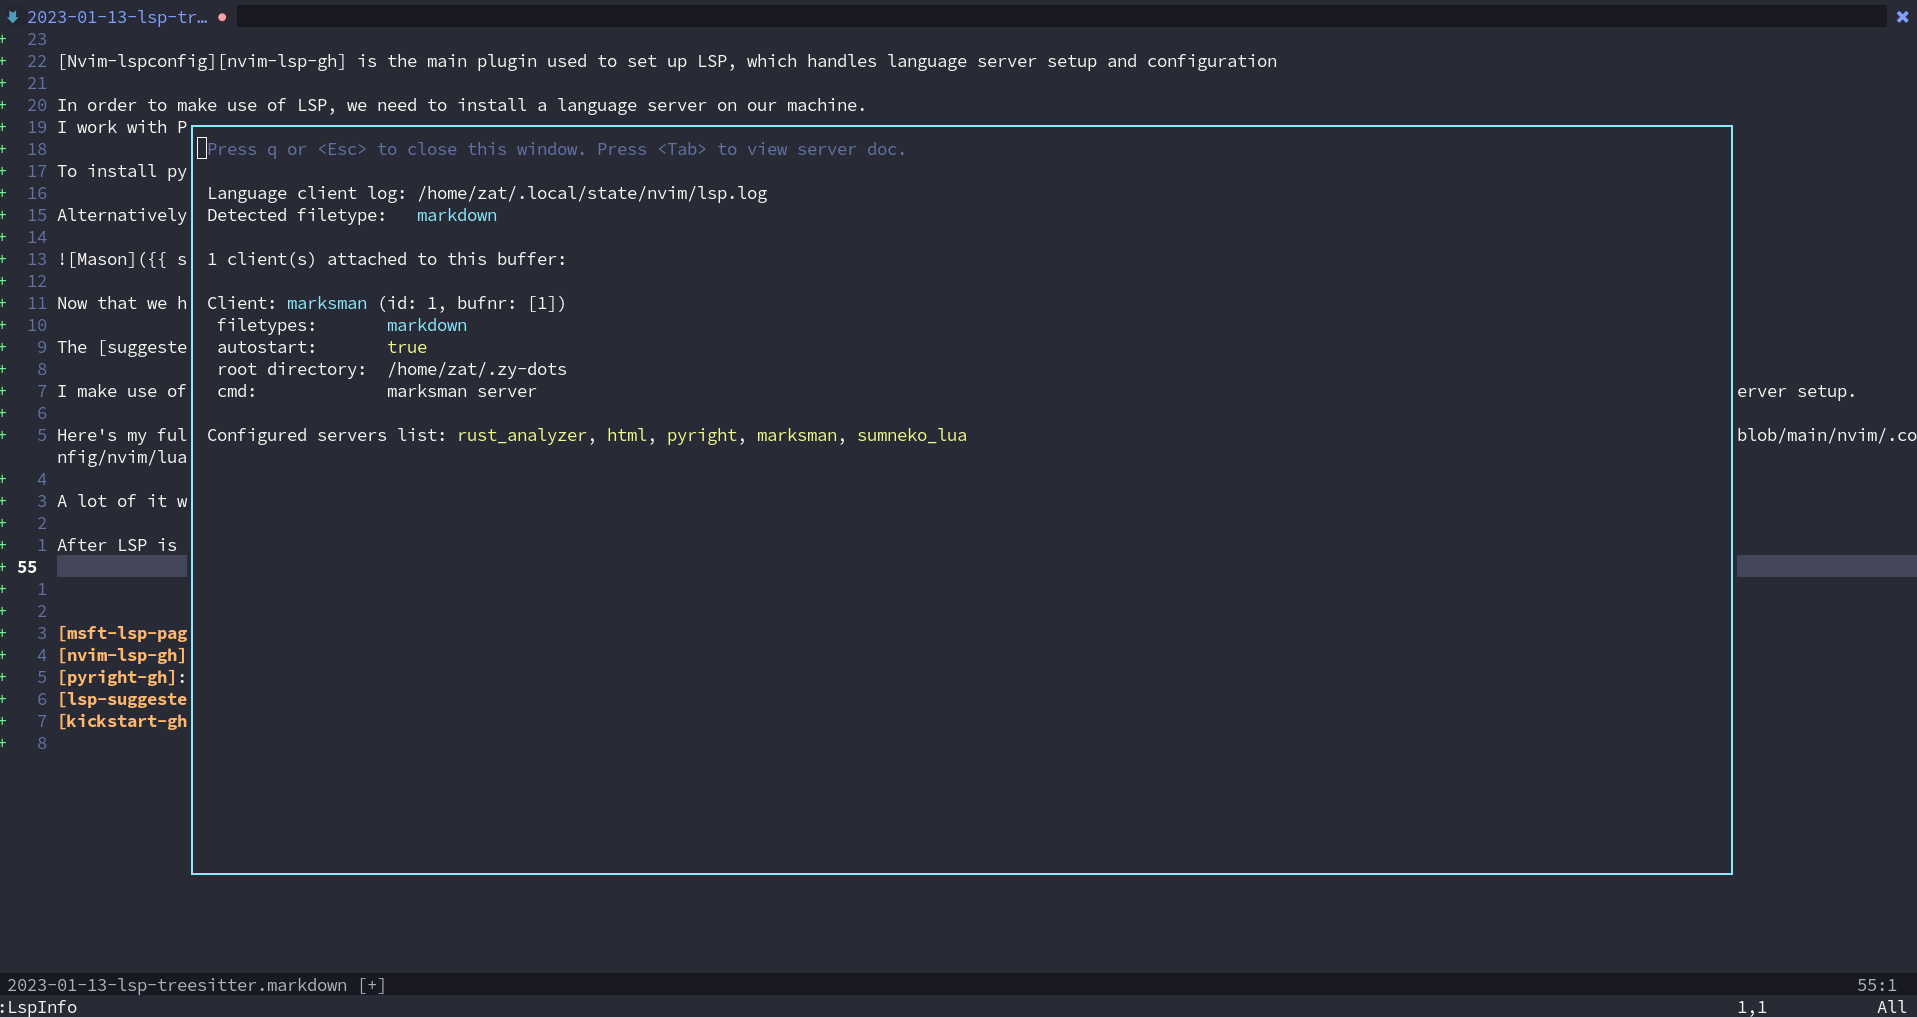 2023-01-13-lsp-tr… ● ✖
+ 23
+ 22 [Nvim-lspconfig][nvim-lsp-gh] is the main plugin used to set up LSP, which handles language server setup and configuration
+ 21
+ 20 In order to make use of LSP, we need to install a language server on our machine.
+ 19 I work with P
+ 18 Press q or <Esc> to close this window. Press <Tab> to view server doc.
+ 17 To install py
+ 16 Language client log: /home/zat/.local/state/nvim/lsp.log
+ 15 Alternatively Detected filetype: markdown
+ 14
+ 13 ![Mason]({{ s 1 client(s) attached to this buffer:
+ 12
+ 11 Now that we h Client: marksman (id: 1, bufnr: [1])
+ 10 filetypes: markdown
+ 9 The [suggeste autostart: true
+ 8 root directory: /home/zat/.zy-dots
+ 7 I make use of cmd: marksman server erver setup.
+ 6
+ 5 Here's my ful Configured servers list: rust_analyzer, html, pyright, marksman, sumneko_lua blob/main/nvim/.co
nfig/nvim/lua
+ 4
+ 3 A lot of it w
+ 2
+ 1 After LSP is
+ 55
+ 1
+ 2
+ 3 [msft-lsp-pag
+ 4 [nvim-lsp-gh]
+ 5 [pyright-gh]:
+ 6 [lsp-suggeste
+ 7 [kickstart-gh
+ 8
2023-01-13-lsp-treesitter.markdown [+] 55:1
:LspInfo 1,1 All